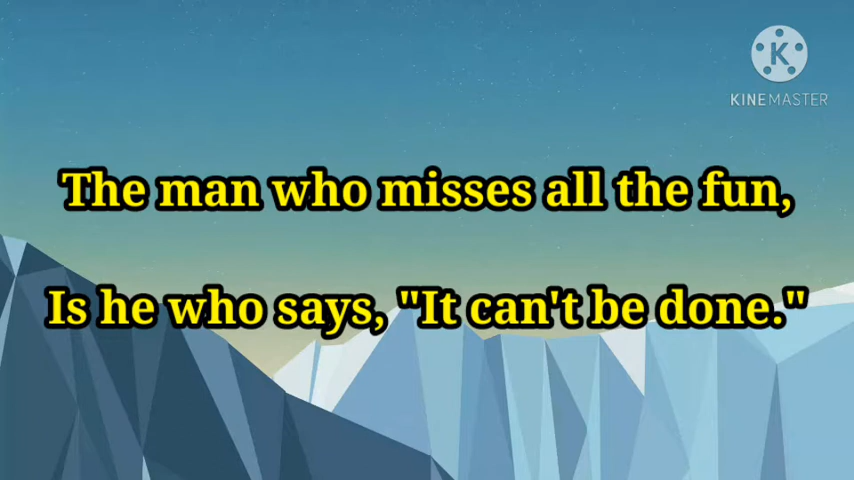 KINEMASTER
The man who misses all the fun,
Is he who says, "It can't be done."